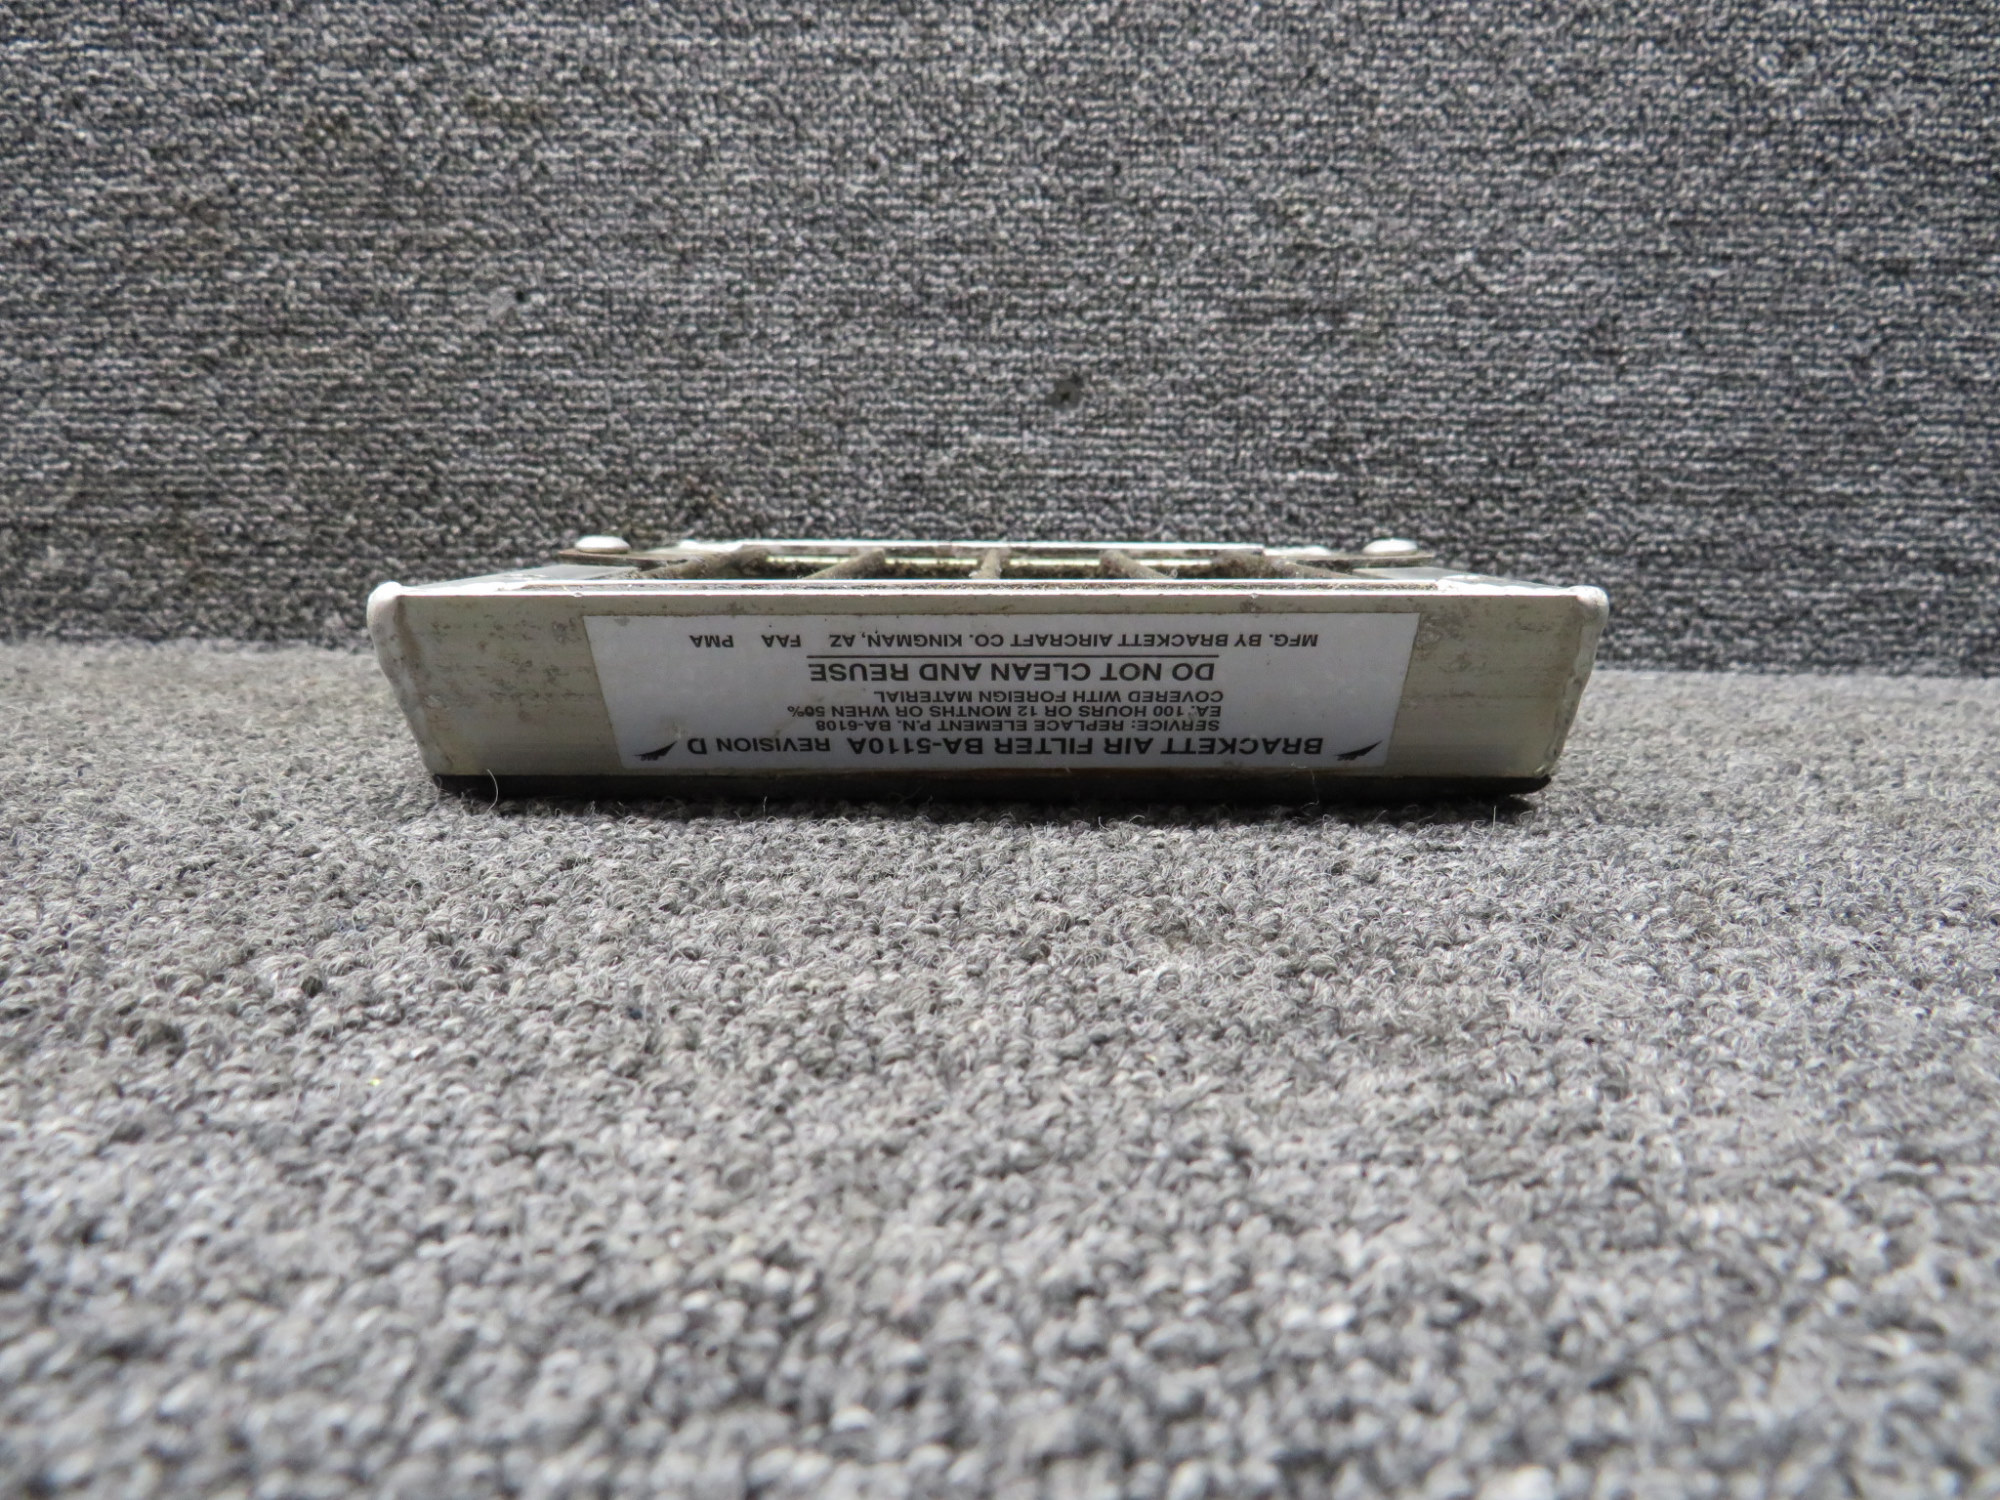 BRACKETT AIR FILTER BA-5110A REVISION D
SERVICE: REPLACE ELEMENT P.N. BA-6108
EA. 100 HOURS OR 12 MONTHS OR WHEN 50%
COVERED WITH FOREIGN MATERIAL
DO NOT CLEAN AND REUSE
MFG. BY BRACKETT AIRCRAFT CO. KINGMAN, AZ FAA PMA